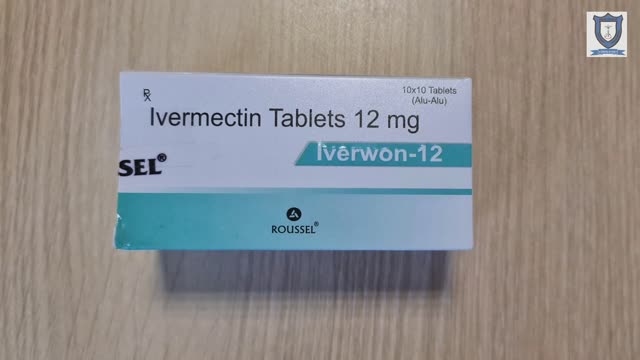 ℞
10x10 Tablets
(Alu-Alu)
Ivermectin Tablets 12 mg
Iverwon-12
SEL®
ROUSSEL®